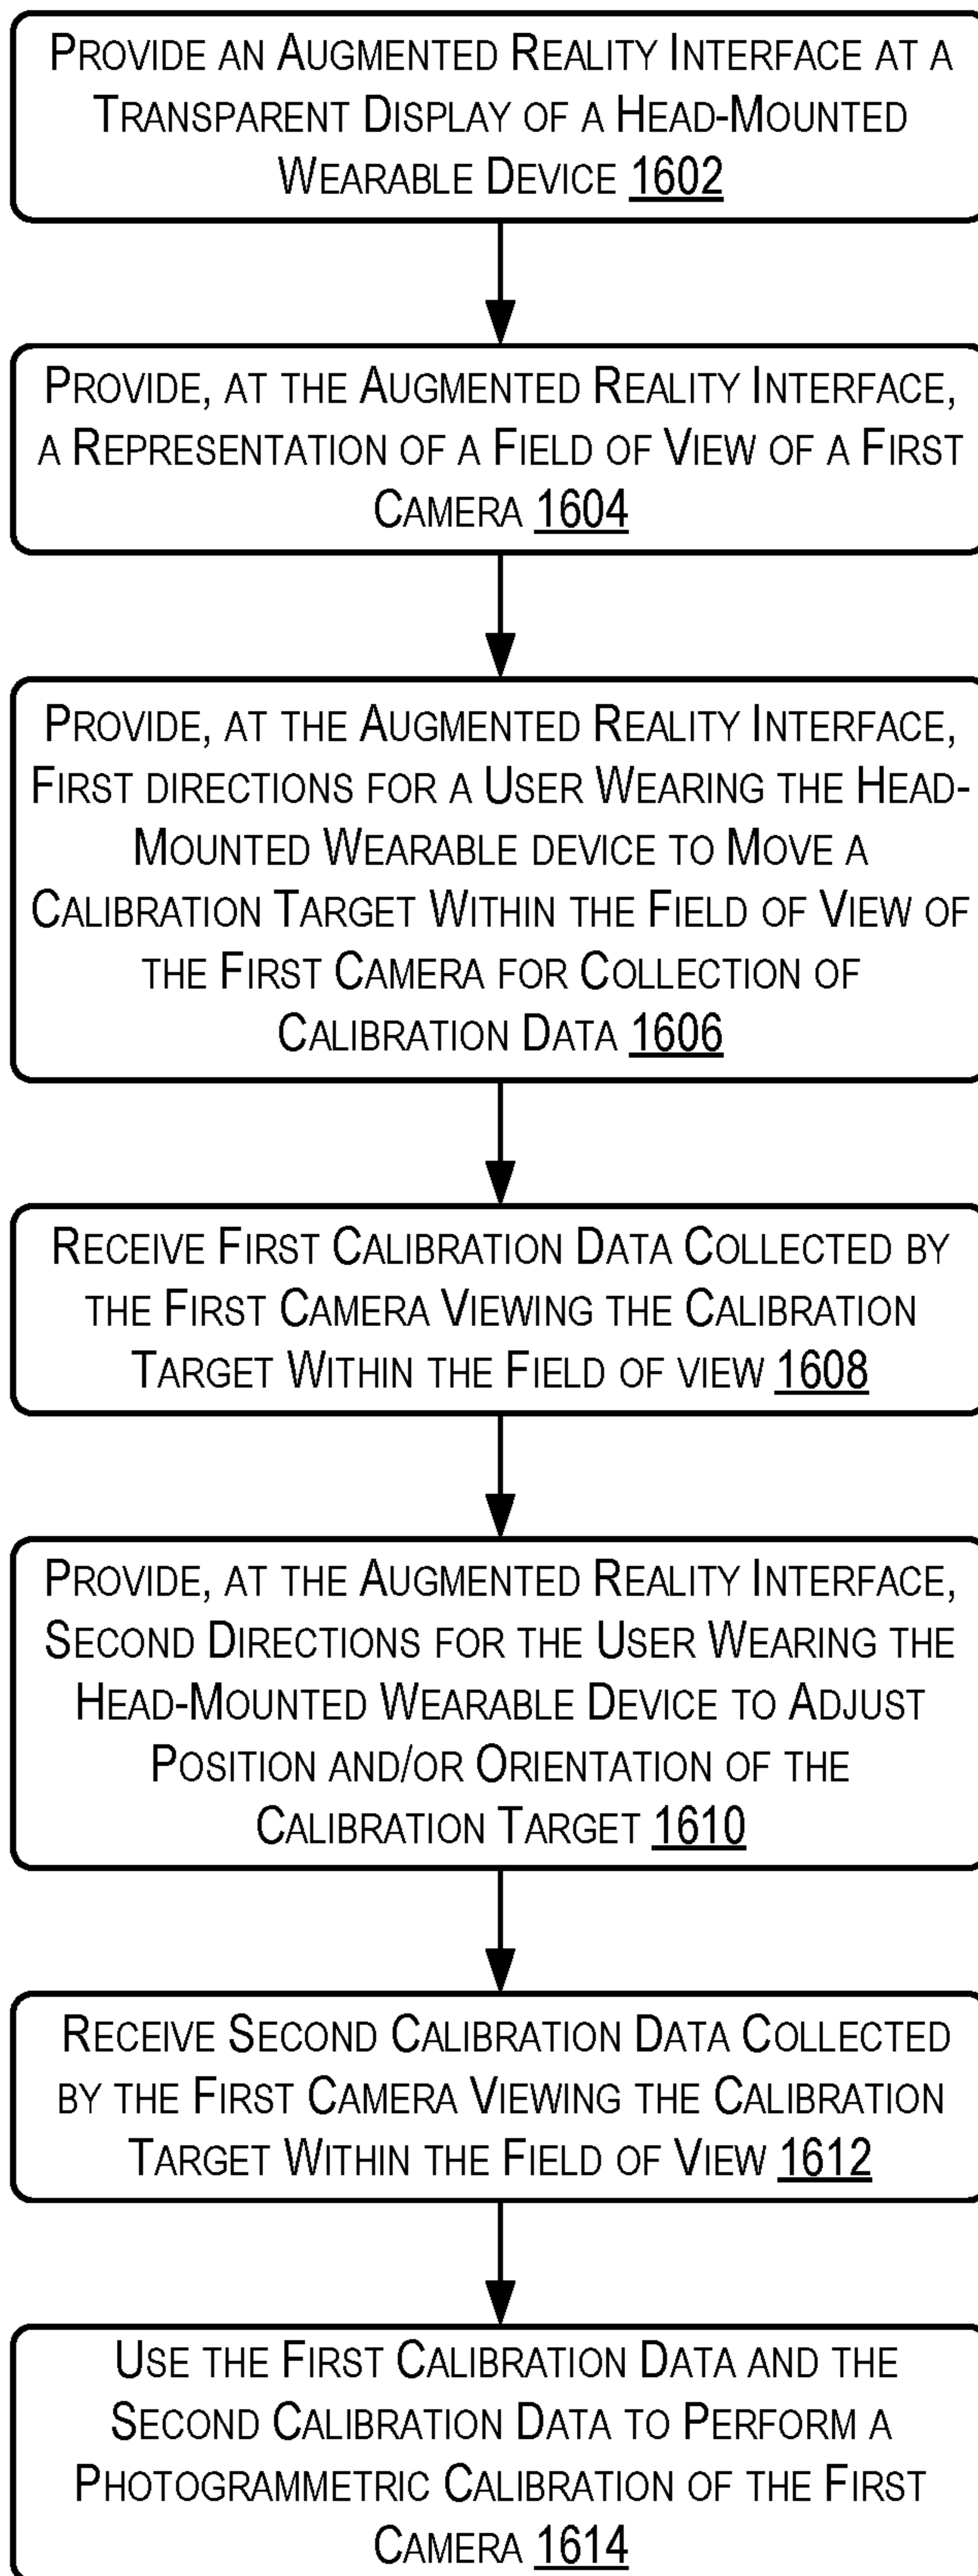 PROVIDE AN AUGMENTED REALITY INTERFACE AT A
TRANSPARENT DISPLAY OF A HEAD-MOUNTED
WEARABLE DEVICE 1602
PROVIDE, AT THE AUGMENTED REALITY INTERFACE,
A REPRESENTATION OF A FIELD OF VIEW OF A FIRST
CAMERA 1604
PROVIDE, AT THE AUGMENTED REALITY INTERFACE,
FIRST DIRECTIONS FOR A USER WEARING THE HEAD-
MOUNTED WEARABLE DEVICE TO MOVE A
CALIBRATION TARGET WITHIN THE FIELD OF VIEW OF
THE FIRST CAMERA FOR COLLECTION OF
CALIBRATION DATA 1606
RECEIVE FIRST CALIBRATION DATA COLLECTED BY
THE FIRST CAMERA VIEWING THE CALIBRATION
TARGET WITHIN THE FIELD OF VIEW 1608
PROVIDE, AT THE AUGMENTED REALITY INTERFACE,
SECOND DIRECTIONS FOR THE USER WEARING THE
HEAD-MOUNTED WEARABLE DEVICE TO ADJUST
POSITION AND/OR ORIENTATION OF THE
CALIBRATION TARGET 1610
RECEIVE SECOND CALIBRATION DATA COLLECTED
BY THE FIRST CAMERA VIEWING THE CALIBRATION
TARGET WITHIN THE FIELD OF VIEW 1612
USE THE FIRST CALIBRATION DATA AND THE
SECOND CALIBRATION DATA TO PERFORM A
PHOTOGRAMMETRIC CALIBRATION OF THE FIRST
CAMERA 1614